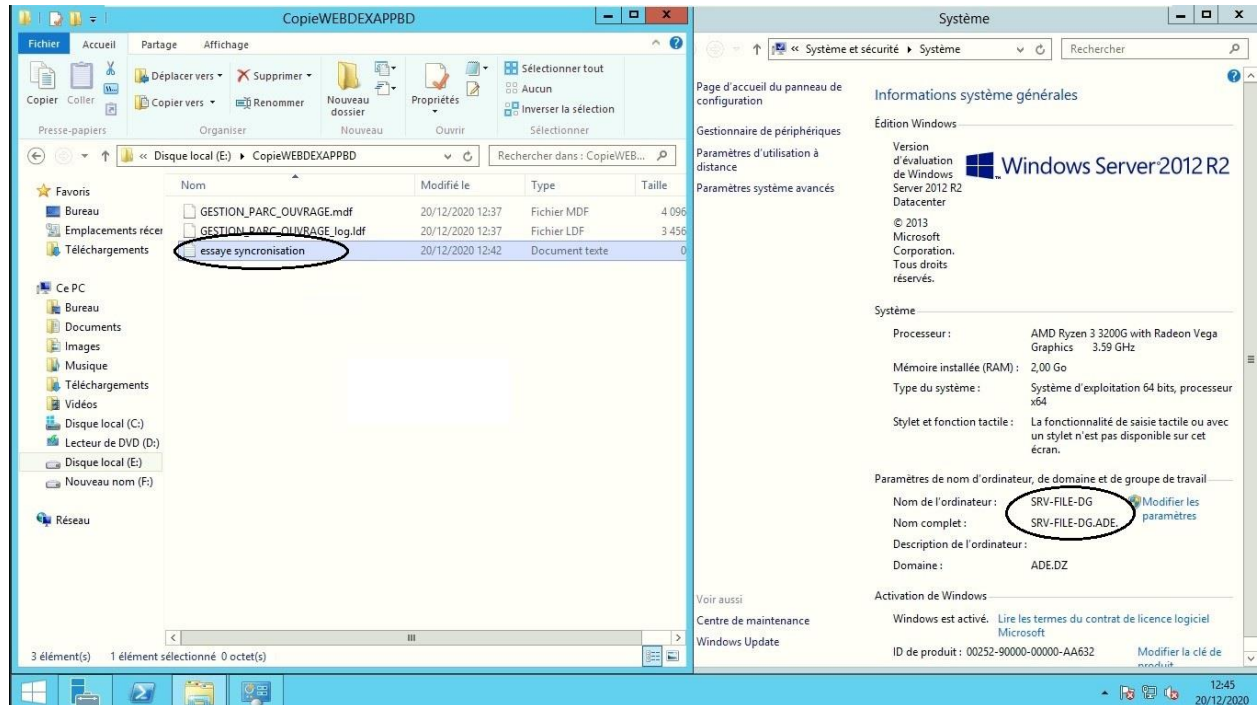 CopieWEBDEXAPPBD
Fichier Accueil Partage Affichage
Copier Coller
Déplacer vers
Copier vers
Supprimer
Renommer
Nouveau dossier
Propriétés
Sélectionner tout
Aucun
Inverser la sélection
Presse-papiers Organiser Nouveau Ouvrir Sélectionner
« Disque local (E:) CopieWEBDEXAPPBD
Rechercher dans : CopieWEB...
Nom Modifié le Type Taille
GESTION_PARC_OUVRAGE.mdf 20/12/2020 12:37 Fichier MDF 4 096
GESTION_PARC_OUVRAGE_log.ldf 20/12/2020 12:37 Fichier LDF 3 456
essaye syncronisation 20/12/2020 12:42 Document texte 0
Favoris
Bureau
Emplacements récer
Téléchargements
Ce PC
Bureau
Documents
Images
Musique
Téléchargements
Vidéos
Disque local (C:)
Lecteur de DVD (D:)
Disque local (E:)
Nouveau nom (F:)
Réseau
3 élément(s) 1 élément sélectionné 0 octet(s)
Système
« Système et sécurité Système
Rechercher
Page d'accueil du panneau de
configuration
Gestionnaire de périphériques
Paramètres d'utilisation à
distance
Paramètres système avancés
Informations système générales
Édition Windows
Version
d'évaluation
de Windows
Server 2012 R2
Datacenter
© 2013
Microsoft
Corporation.
Tous droits
réservés.
Windows Server 2012 R2
Système
Processeur : AMD Ryzen 3 3200G with Radeon Vega
Graphics 3.59 GHz
Mémoire installée (RAM) : 2,00 Go
Type du système : Système d'exploitation 64 bits, processeur
x64
Stylet et fonction tactile : La fonctionnalité de saisie tactile ou avec
un stylet n'est pas disponible sur cet
écran.
Paramètres de nom d'ordinateur, de domaine et de groupe de travail
Nom de l'ordinateur : SRV-FILE-DG
Nom complet : SRV-FILE-DG.ADE.
Modifier les
paramètres
Description de l'ordinateur :
Domaine : ADE.DZ
Activation de Windows
Windows est activé. Lire les termes du contrat de licence logiciel
Microsoft
ID de produit : 00252-90000-00000-AA632 Modifier la clé de
produit
Voir aussi
Centre de maintenance
Windows Update
12:45
20/12/2020